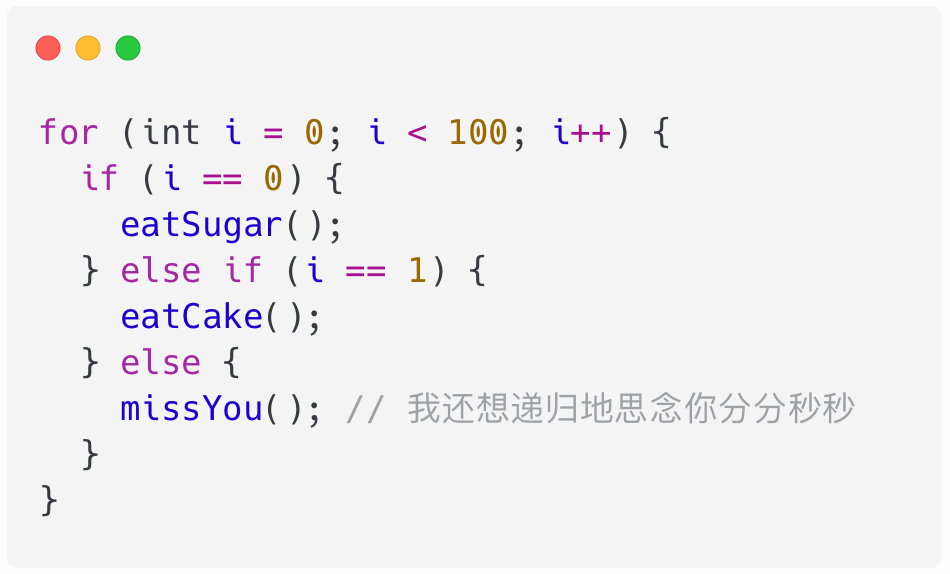 for (int i = 0; i < 100; i++) {
  if (i == 0) {
    eatSugar();
  } else if (i == 1) {
    eatCake();
  } else {
    missYou(); // 我还想递归地思念你分分秒秒
  }
}